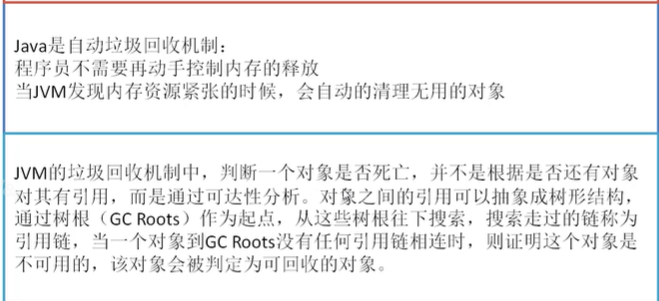 Java是自动垃圾回收机制：
程序员不需要再动手控制内存的释放
当JVM发现内存资源紧张的时候，会自动的清理无用的对象
JVM的垃圾回收机制中，判断一个对象是否死亡，并不是根据是否还有对象
对其有引用，而是通过可达性分析。对象之间的引用可以抽象成树形结构，
通过树根（GC Roots）作为起点，从这些树根往下搜索，搜索走过的链称为
引用链，当一个对象到GC Roots没有任何引用链相连时，则证明这个对象是
不可用的，该对象会被判定为可回收的对象。